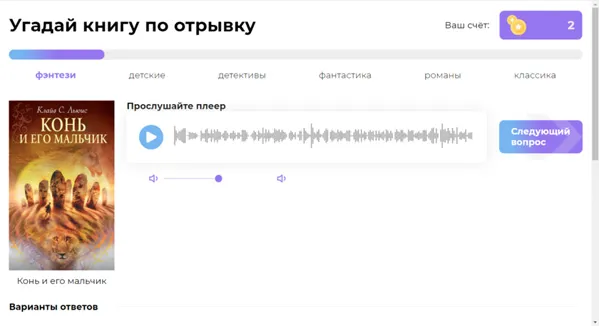 Угадай книгу по отрывку
Ваш счёт:
2
фэнтези
детские
детективы
фантастика
романы
классика
Клайв С. Льюис
КОНЬ
И ЕГО МАЛЬЧИК
Прослушайте плеер
Следующий
вопрос
Конь и его мальчик
Варианты ответов